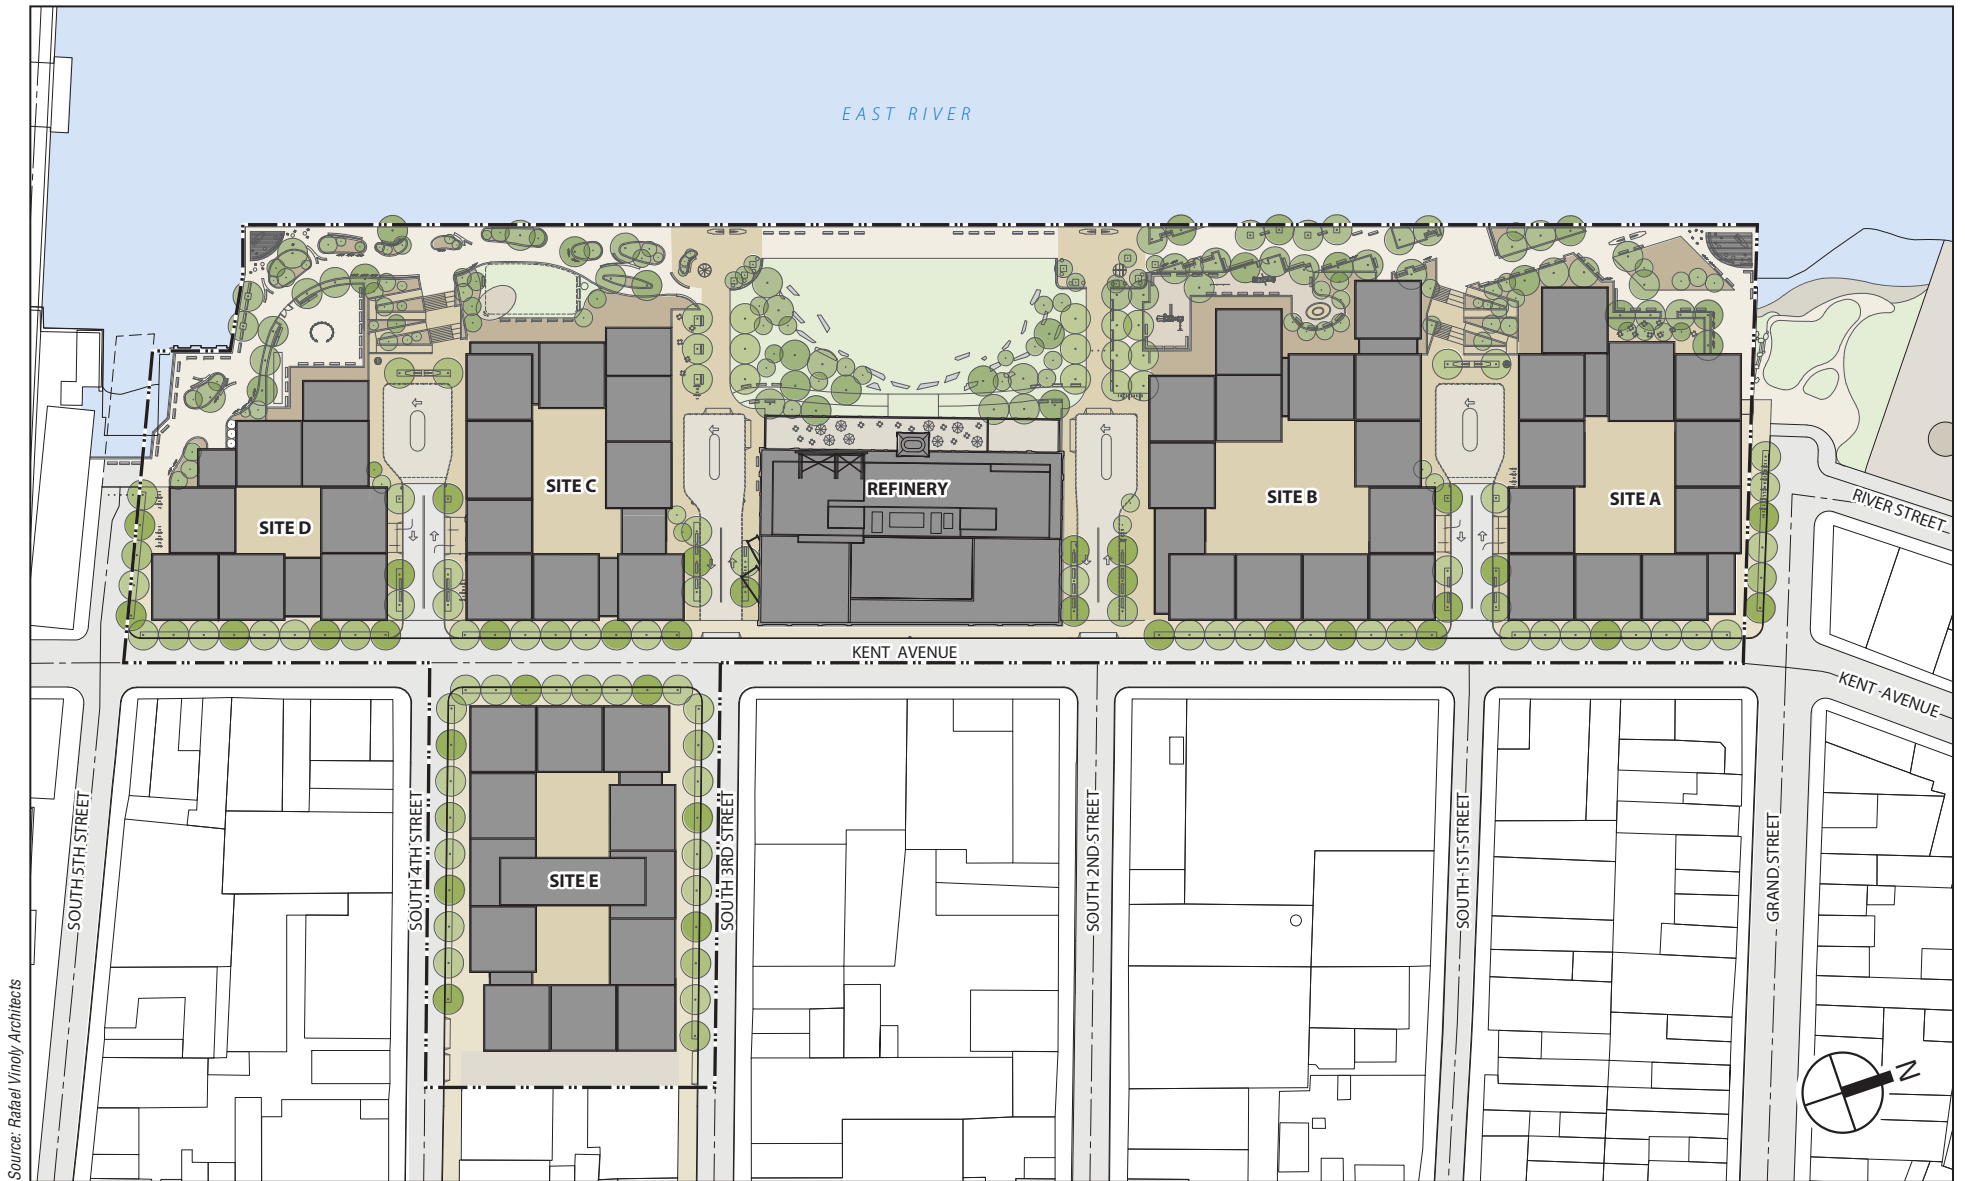 EAST RIVER
SITE C
REFINERY
SITE B
SITE A
SITE D
RIVER STREET
KENT AVENUE
KENT AVENUE
SOUTH 5TH STREET
SOUTH 4TH STREET
SITE E
SOUTH 3RD STREET
SOUTH 2ND STREET
SOUTH 1ST STREET
GRAND STREET
N
Source: Rafael Vinoly Architects